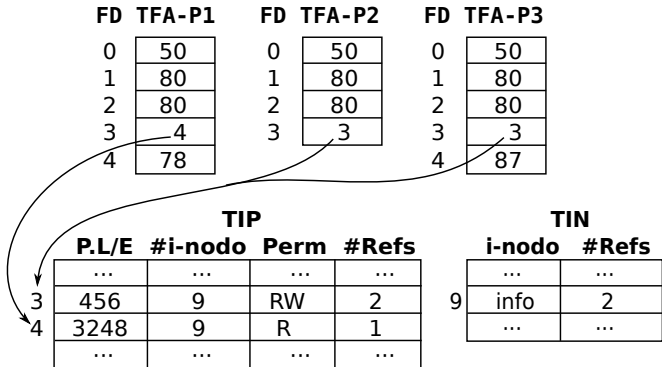 FD TFA-P1 FD TFA-P2 FD TFA-P3
0 50 0 50 0 50
1 80 1 80 1 80
2 80 2 80 2 80
3 4 3 3 3 3
4 78 4 87
TIP TIN
P.L/E #i-nodo Perm #Refs i-nodo #Refs
... ... ... ... ... ...
3 456 9 RW 2 9 info 2
4 3248 9 R 1 ... ...
... ... ... ...